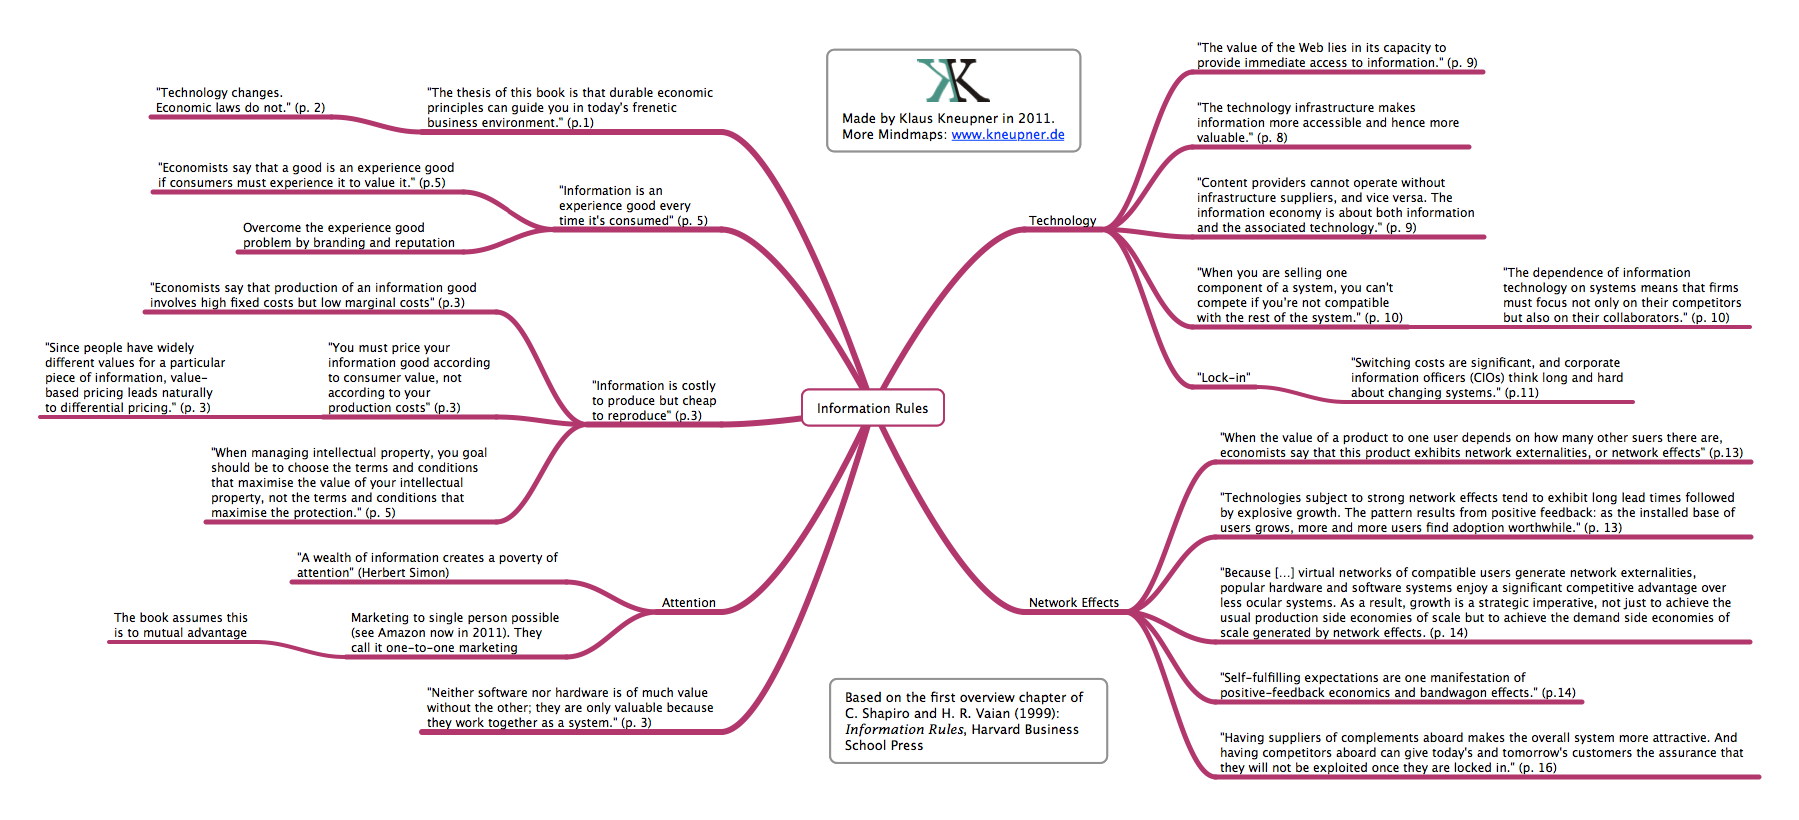 "Technology changes.
Economic laws do not." (p. 2)
"The thesis of this book is that durable economic
principles can guide you in today's frenetic
business environment." (p.1)
"Economists say that a good is an experience good
if consumers must experience it to value it." (p.5)
Overcome the experience good
problem by branding and reputation
"Information is an
experience good every
time it's consumed" (p. 5)
"Economists say that production of an information good
involves high fixed costs but low marginal costs" (p.3)
"Since people have widely
different values for a particular
piece of information, value-
based pricing leads naturally
to differential pricing." (p. 3)
"You must price your
information good according
to consumer value, not
according to your
production costs" (p.3)
"When managing intellectual property, you goal
should be to choose the terms and conditions
that maximise the value of your intellectual
property, not the terms and conditions that
maximise the protection." (p. 5)
"Information is costly
to produce but cheap
to reproduce" (p.3)
"A wealth of information creates a poverty of
attention" (Herbert Simon)
The book assumes this
is to mutual advantage
Marketing to single person possible
(see Amazon now in 2011). They
call it one-to-one marketing
Attention
"Neither software nor hardware is of much value
without the other; they are only valuable because
they work together as a system." (p. 3)
KK
Made by Klaus Kneupner in 2011.
More Mindmaps: www.kneupner.de
Information Rules
Based on the first overview chapter of
C. Shapiro and H. R. Vaian (1999):
Information Rules, Harvard Business
School Press
Technology
"The value of the Web lies in its capacity to
provide immediate access to information." (p. 9)
"The technology infrastructure makes
information more accessible and hence more
valuable." (p. 8)
"Content providers cannot operate without
infrastructure suppliers, and vice versa. The
information economy is about both information
and the associated technology." (p. 9)
"When you are selling one
component of a system, you can't
compete if you're not compatible
with the rest of the system." (p. 10)
"The dependence of information
technology on systems means that firms
must focus not only on their competitors
but also on their collaborators." (p. 10)
"Lock-in"
"Switching costs are significant, and corporate
information officers (CIOs) think long and hard
about changing systems." (p.11)
Network Effects
"When the value of a product to one user depends on how many other suers there are,
economists say that this product exhibits network externalities, or network effects" (p.13)
"Technologies subject to strong network effects tend to exhibit long lead times followed
by explosive growth. The pattern results from positive feedback: as the installed base of
users grows, more and more users find adoption worthwhile." (p. 13)
"Because [...] virtual networks of compatible users generate network externalities,
popular hardware and software systems enjoy a significant competitive advantage over
less ocular systems. As a result, growth is a strategic imperative, not just to achieve the
usual production side economies of scale but to achieve the demand side economies of
scale generated by network effects. (p. 14)
"Self-fulfilling expectations are one manifestation of
positive-feedback economics and bandwagon effects." (p.14)
"Having suppliers of complements aboard makes the overall system more attractive. And
having competitors aboard can give today's and tomorrow's customers the assurance that
they will not be exploited once they are locked in." (p. 16)